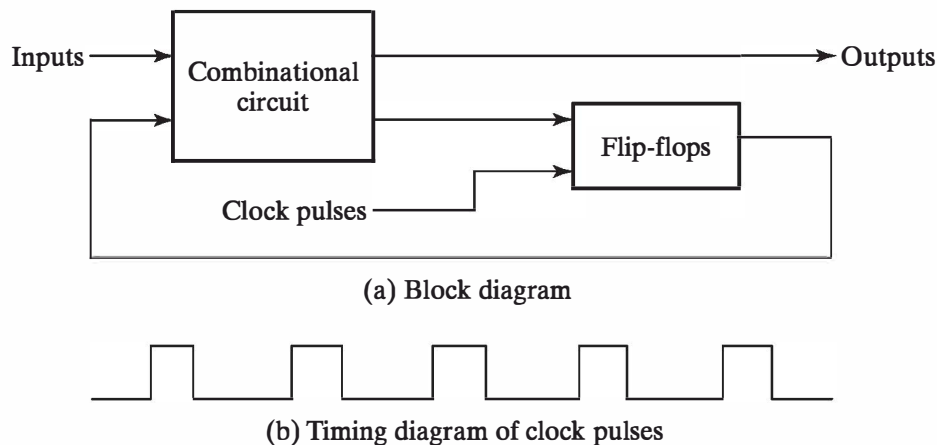 Inputs
Combinational
circuit
Outputs
Flip-flops
Clock pulses
(a) Block diagram
(b) Timing diagram of clock pulses